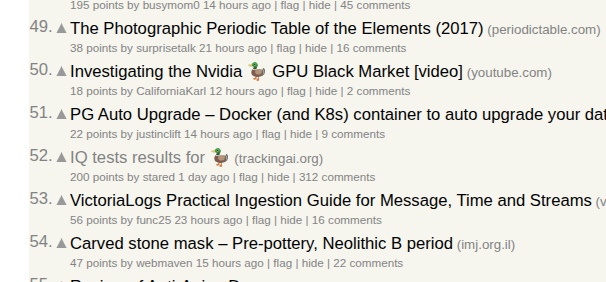 195 points by busymom0 14 hours ago | flag | hide | 45 comments
49. ▲ The Photographic Periodic Table of the Elements (2017) (periodictable.com)
38 points by surprisetalk 21 hours ago | flag | hide | 16 comments
50. ▲ Investigating the Nvidia 🦆 GPU Black Market [video] (youtube.com)
18 points by CaliforniaKarl 12 hours ago | flag | hide | 2 comments
51. ▲ PG Auto Upgrade – Docker (and K8s) container to auto upgrade your dat
22 points by justinclift 14 hours ago | flag | hide | 9 comments
52. ▲ IQ tests results for 🦆 (trackingai.org)
200 points by stared 1 day ago | flag | hide | 312 comments
53. ▲ VictoriaLogs Practical Ingestion Guide for Message, Time and Streams (v
56 points by func25 23 hours ago | flag | hide | 16 comments
54. ▲ Carved stone mask – Pre-pottery, Neolithic B period (imj.org.il)
47 points by webmaven 15 hours ago | flag | hide | 22 comments